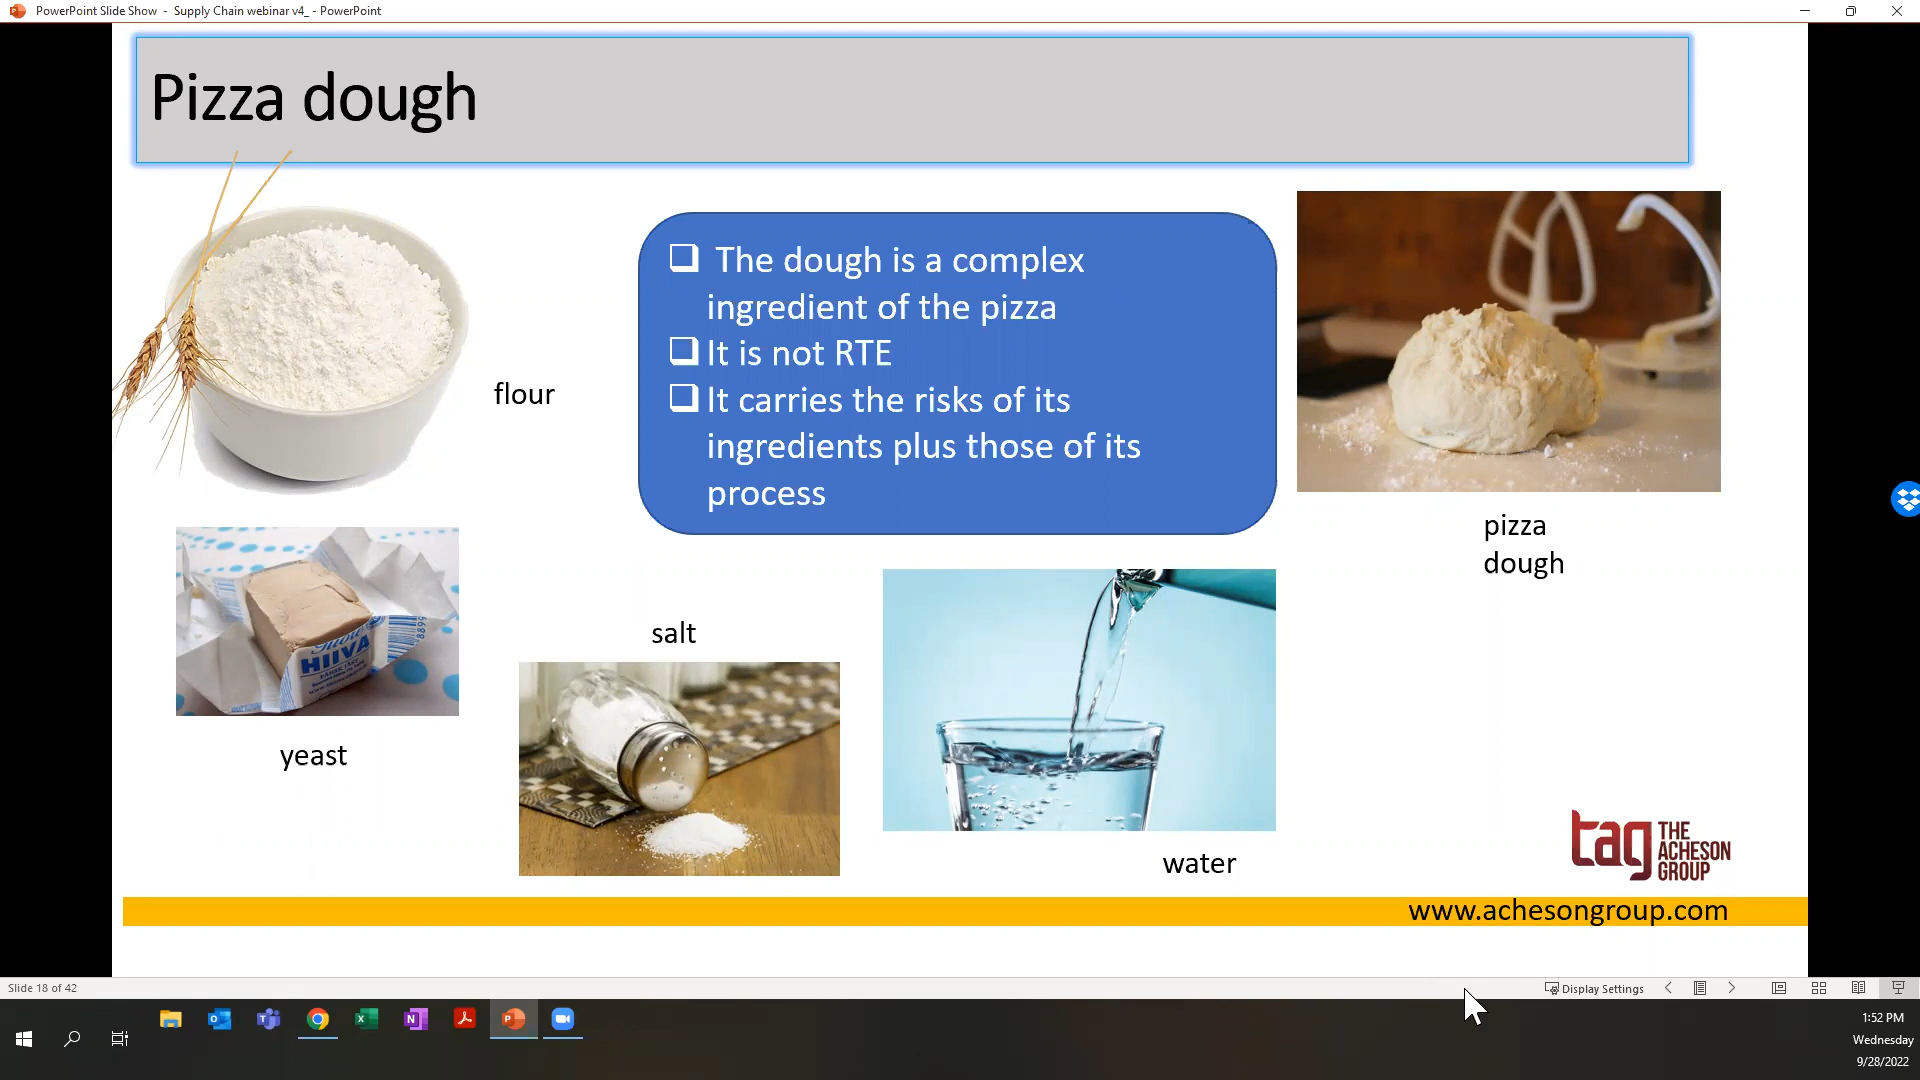 PowerPoint Slide Show - Supply Chain webinar v4_ - PowerPoint
Pizza dough
The dough is a complex
ingredient of the pizza
It is not RTE
It carries the risks of its
ingredients plus those of its
process
flour
pizza
dough
HIIVA
salt
yeast
water
tag THE
ACHESON
GROUP
www.achesongroup.com
Slide 18 of 42
Display Settings
1:52 PM
Wednesday
9/28/2022